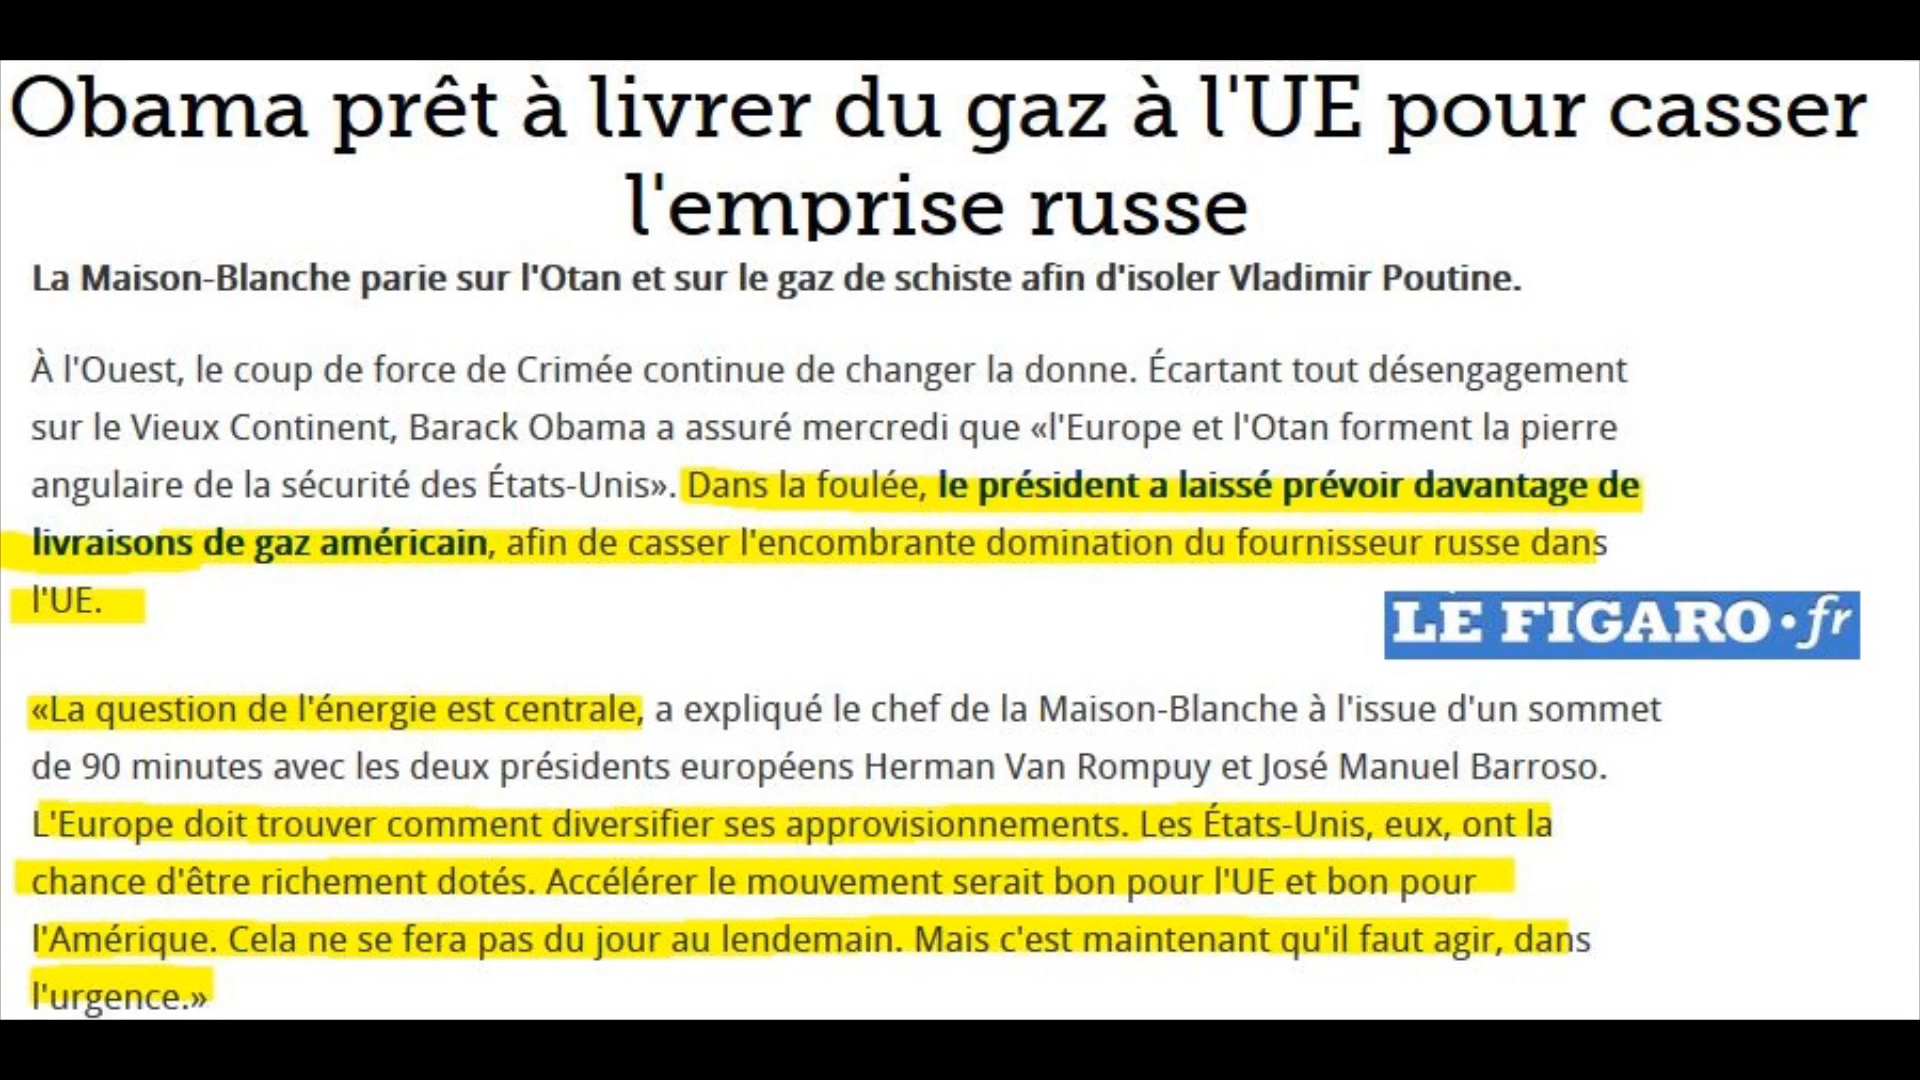 Obama prêt à livrer du gaz à l'UE pour casser
l'emprise russe
La Maison-Blanche parie sur l'Otan et sur le gaz de schiste afin d'isoler Vladimir Poutine.
À l'Ouest, le coup de force de Crimée continue de changer la donne. Écartant tout désengagement
sur le Vieux Continent, Barack Obama a assuré mercredi que «l'Europe et l'Otan forment la pierre
angulaire de la sécurité des États-Unis». Dans la foulée, le président a laissé prévoir davantage de
livraisons de gaz américain, afin de casser l'encombrante domination du fournisseur russe dans
l'UE.
LE FIGARO·fr
«La question de l'énergie est centrale, a expliqué le chef de la Maison-Blanche à l'issue d'un sommet
de 90 minutes avec les deux présidents européens Herman Van Rompuy et José Manuel Barroso.
L'Europe doit trouver comment diversifier ses approvisionnements. Les États-Unis, eux, ont la
chance d'être richement dotés. Accélérer le mouvement serait bon pour l'UE et bon pour
l'Amérique. Cela ne se fera pas du jour au lendemain. Mais c'est maintenant qu'il faut agir, dans
l'urgence.»